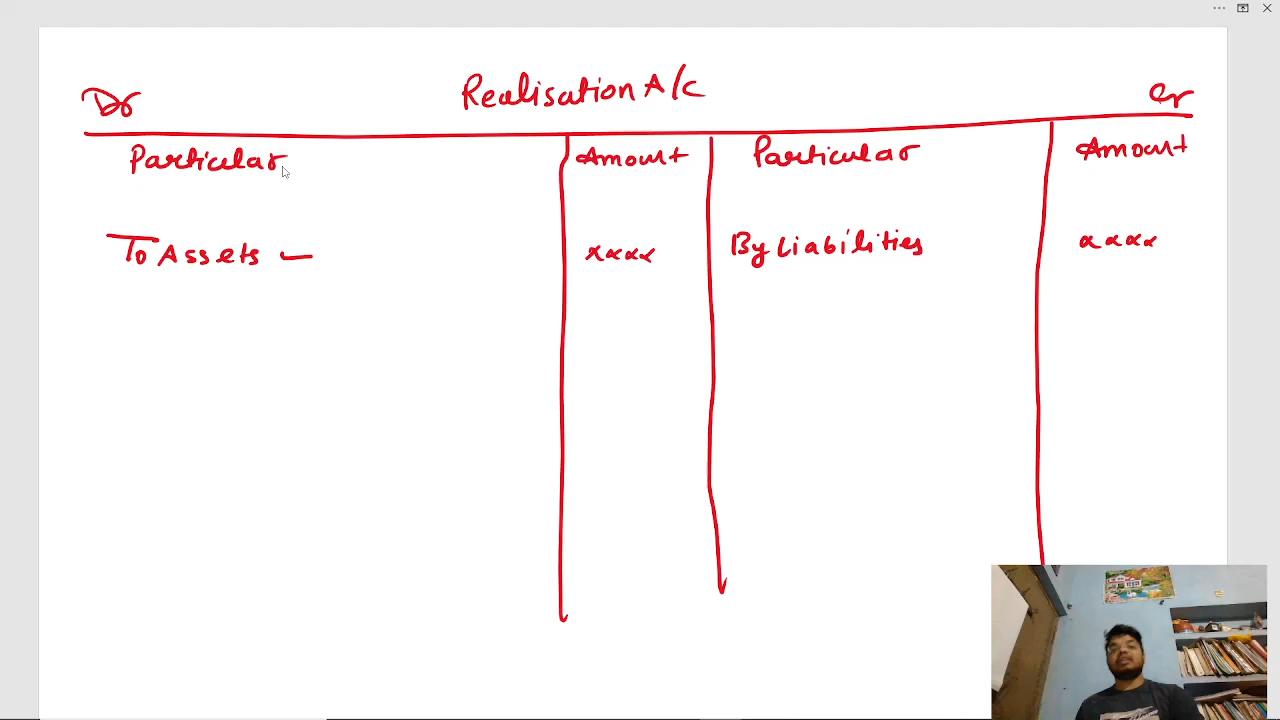 Dr Realisation A/c Cr
Particular Amount Particular Amount
To Assets - xxxx By Liabilities xxxx